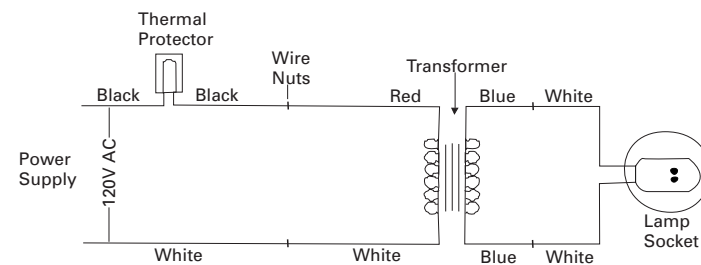 Thermal
Protector
Wire
Nuts
Transformer
Black
Black
Red
Blue
White
Power
Supply
120V AC
Lamp
Socket
White
White
Blue
White